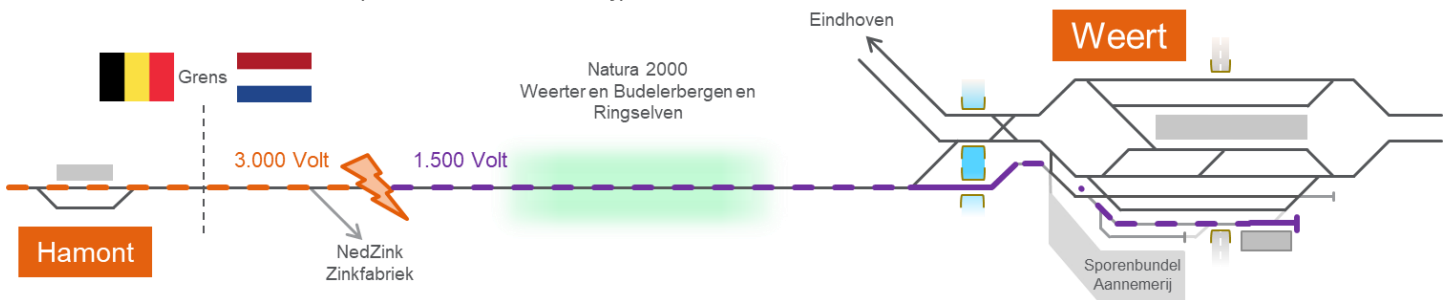 Eindhoven
Weert
Grens
Natura 2000
Weerter en Budelerbergen en
Ringselven
3.000 Volt
1.500 Volt
Hamont
NedZink
Zinkfabriek
Sporenbundel
Aannemerij